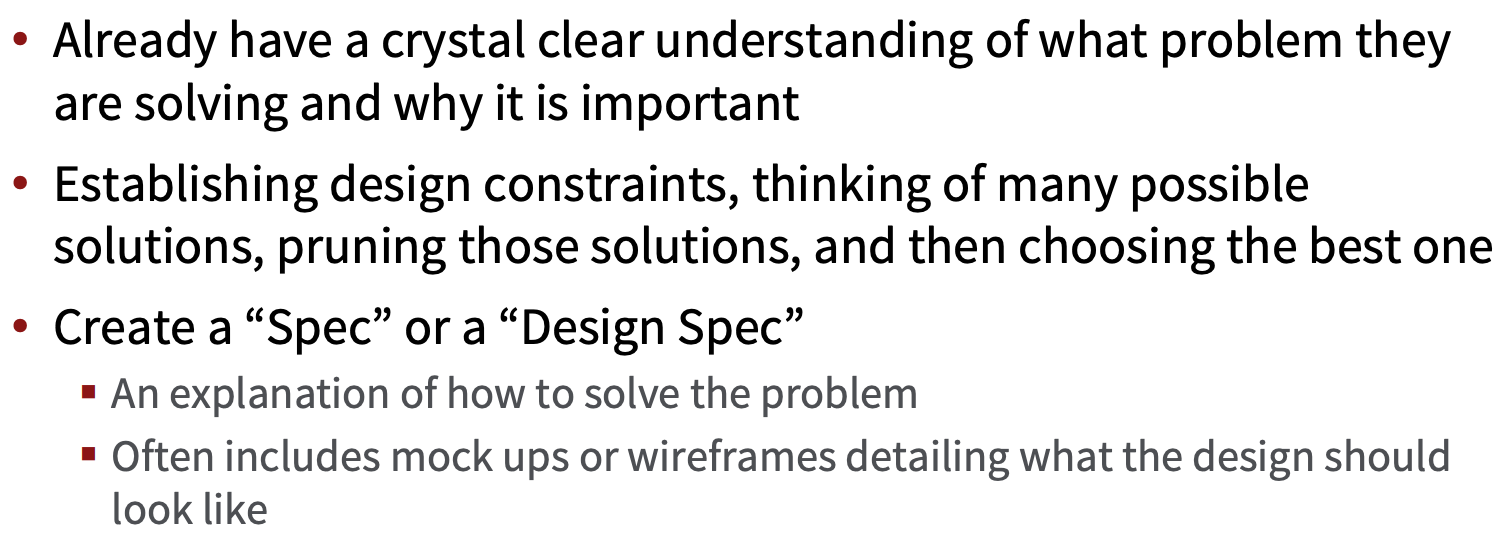 • Already have a crystal clear understanding of what problem they
are solving and why it is important
• Establishing design constraints, thinking of many possible
solutions, pruning those solutions, and then choosing the best one
• Create a “Spec” or a “Design Spec”
▪ An explanation of how to solve the problem
▪ Often includes mock ups or wireframes detailing what the design should
look like